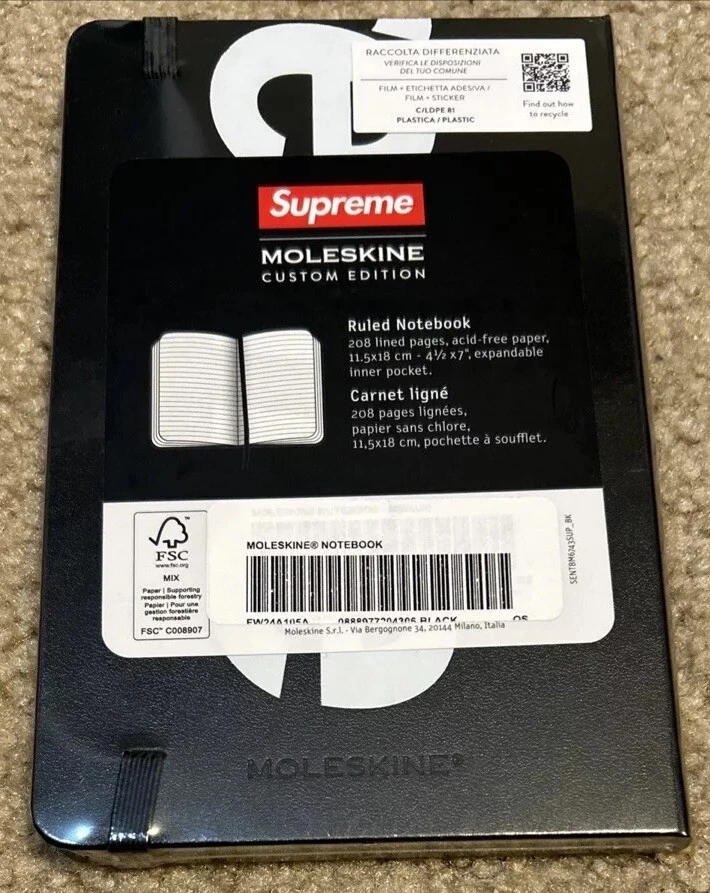 RACCOLTA DIFFERENZIATA
VERIFICA LE DISPOSIZIONI
DEL TUO COMUNE
FILM + ETICHETTA ADESIVA /
FILM + STICKER
C/LDPE 81
PLASTICA / PLASTIC
Find out how
to recycle
Supreme
MOLESKINE
CUSTOM EDITION
Ruled Notebook
208 lined pages, acid-free paper,
11.5x18 cm - 4½ x7", expandable
inner pocket.
Carnet ligné
208 pages lignées,
papier sans chlore,
11,5x18 cm, pochette à soufflet.
FSC
www.fsc.org
MIX
Paper | Supporting
responsible forestry
Papier | Pour une
gestion forestière
responsable
FSC™ C008907
MOLESKINE® NOTEBOOK
FW24A105A BLACK OS
Moleskine S.r.l. - Via Bergognone 34, 20144 Milano, Italia
SENTBM6743SUP_BK
MOLESKINE®